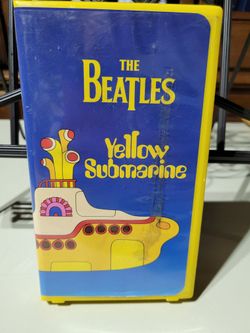 THE
BEATLES
Yellow
Submarine